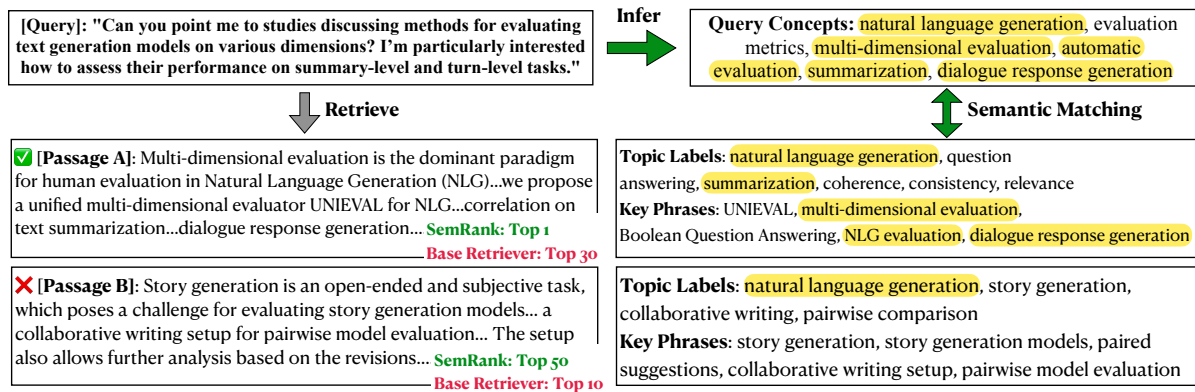 [Query]: "Can you point me to studies discussing methods for evaluating
text generation models on various dimensions? I'm particularly interested
how to assess their performance on summary-level and turn-level tasks."
Infer
Query Concepts: natural language generation, evaluation
metrics, multi-dimensional evaluation, automatic
evaluation, summarization, dialogue response generation
Retrieve
Semantic Matching
[Passage A]: Multi-dimensional evaluation is the dominant paradigm
for human evaluation in Natural Language Generation (NLG)...we propose
a unified multi-dimensional evaluator UNIEVAL for NLG...correlation on
text summarization...dialogue response generation... SemRank: Top 1
Base Retriever: Top 30
Topic Labels: natural language generation, question
answering, summarization, coherence, consistency, relevance
Key Phrases: UNIEVAL, multi-dimensional evaluation,
Boolean Question Answering, NLG evaluation, dialogue response generation
[Passage B]: Story generation is an open-ended and subjective task,
which poses a challenge for evaluating story generation models... a
collaborative writing setup for pairwise model evaluation... The setup
also allows further analysis based on the revisions... SemRank: Top 50
Base Retriever: Top 10
Topic Labels: natural language generation, story generation,
collaborative writing, pairwise comparison
Key Phrases: story generation, story generation models, paired
suggestions, collaborative writing setup, pairwise model evaluation